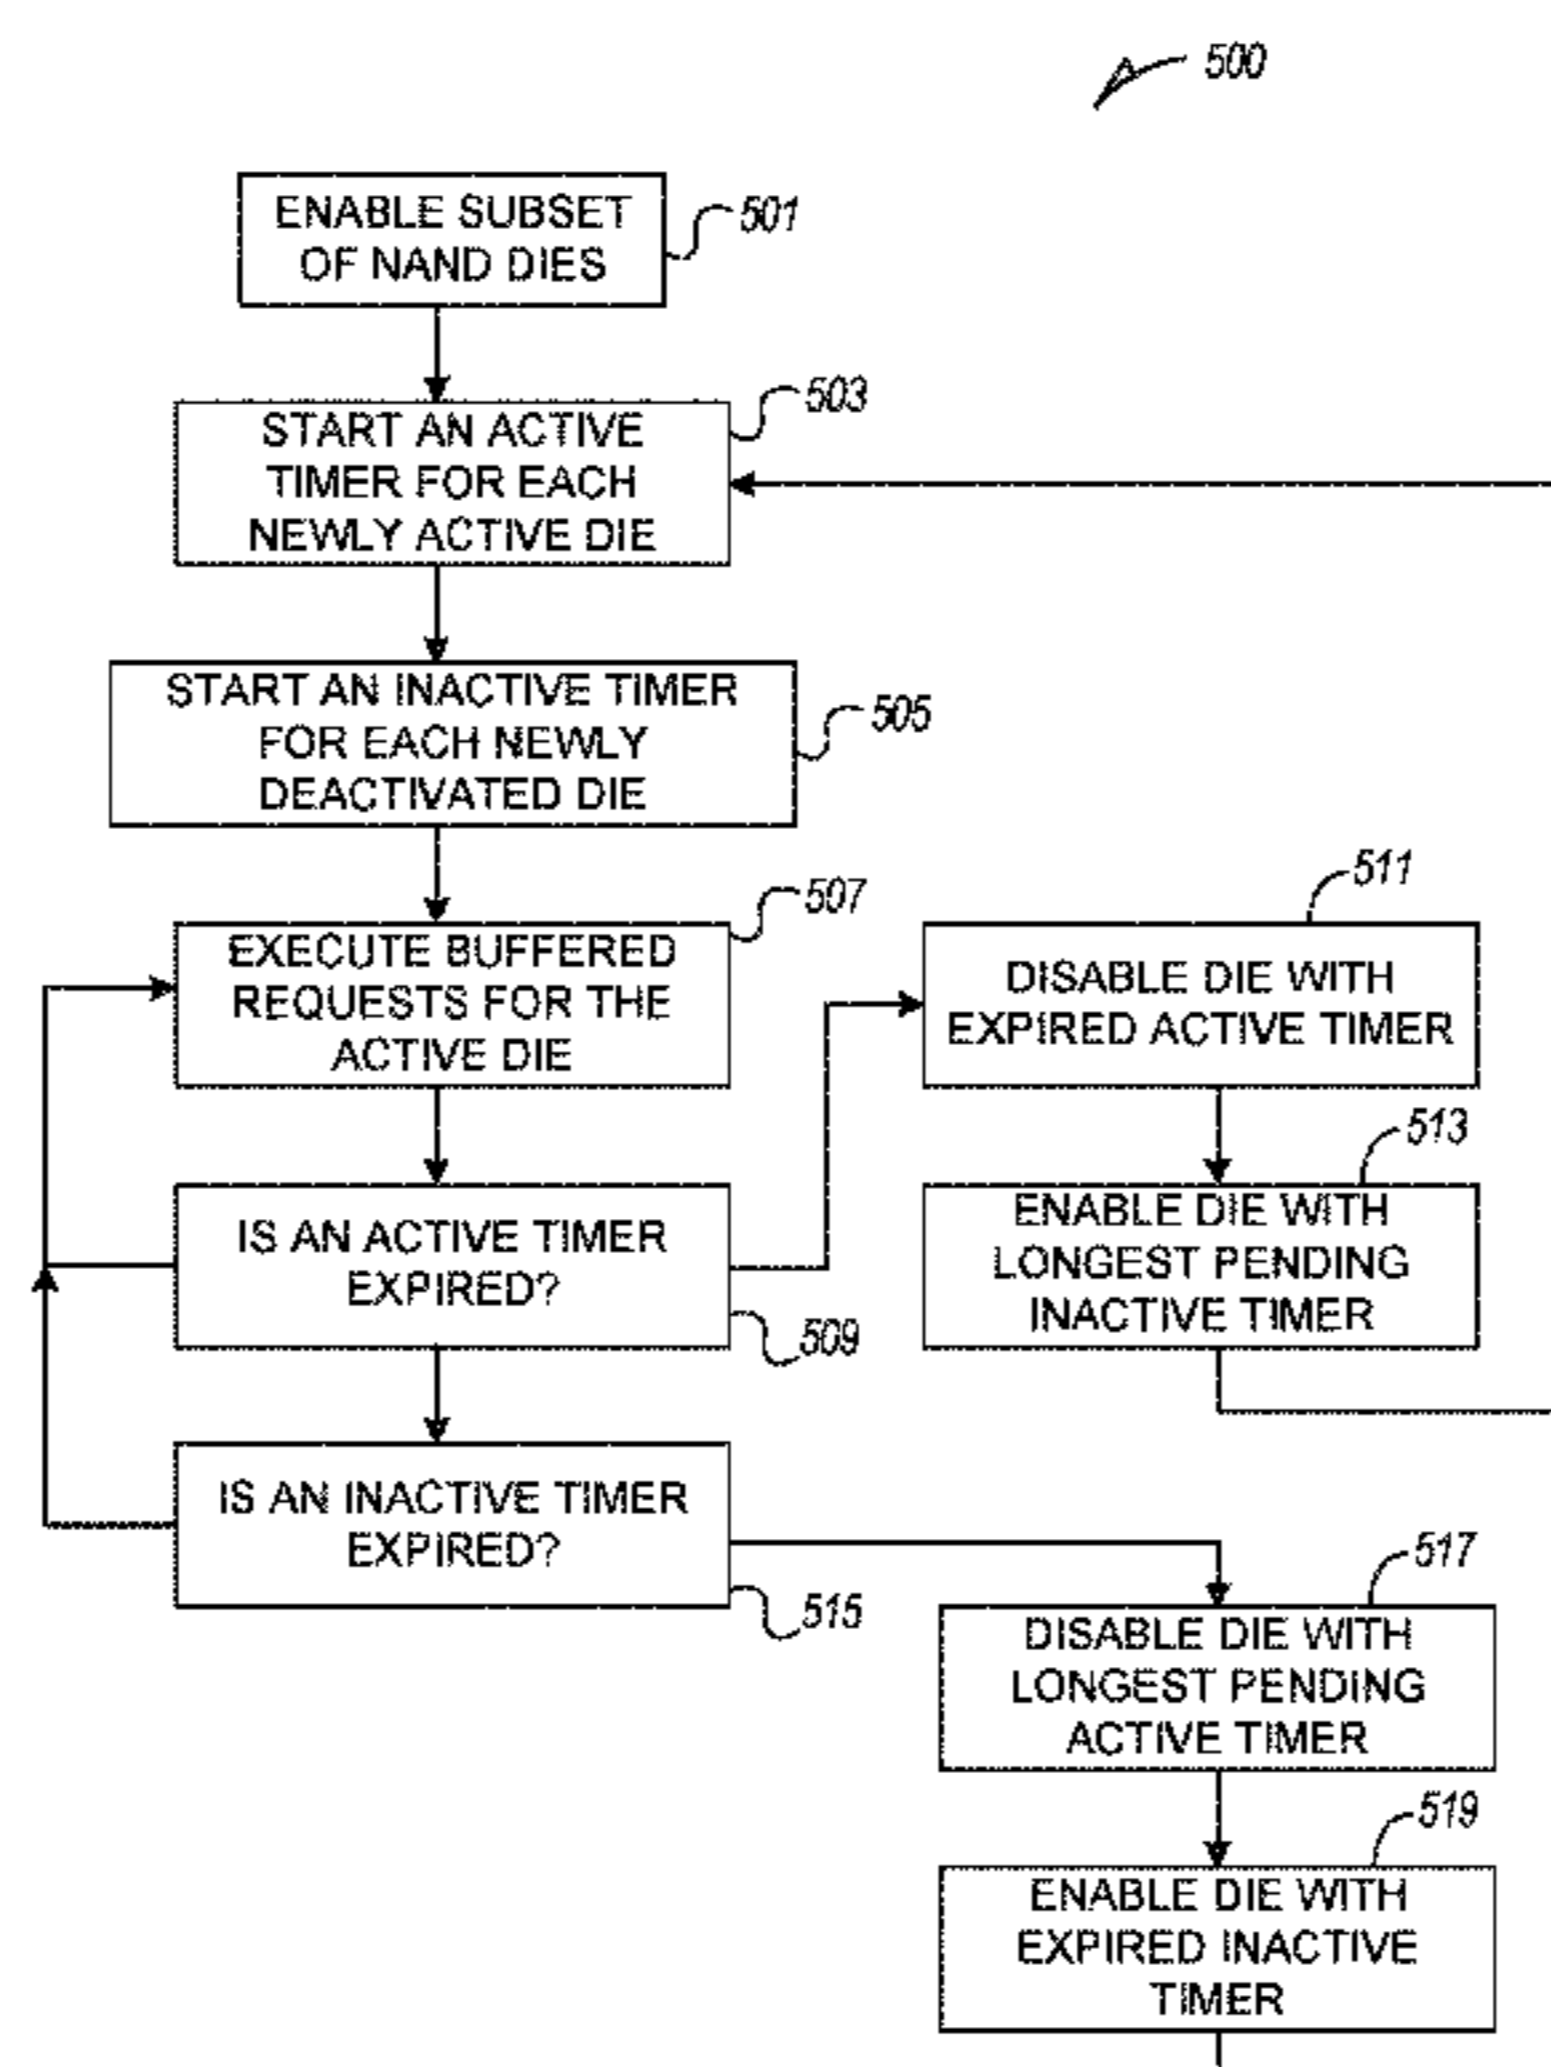 500
ENABLE SUBSET
OF NAND DIES
501
START AN ACTIVE
TIMER FOR EACH
NEWLY ACTIVE DIE
503
START AN INACTIVE TIMER
FOR EACH NEWLY
DEACTIVATED DIE
505
EXECUTE BUFFERED
REQUESTS FOR THE
ACTIVE DIE
507
IS AN ACTIVE TIMER
EXPIRED?
509
DISABLE DIE WITH
EXPIRED ACTIVE TIMER
511
ENABLE DIE WITH
LONGEST PENDING
INACTIVE TIMER
513
IS AN INACTIVE TIMER
EXPIRED?
515
DISABLE DIE WITH
LONGEST PENDING
ACTIVE TIMER
517
ENABLE DIE WITH
EXPIRED INACTIVE
TIMER
519